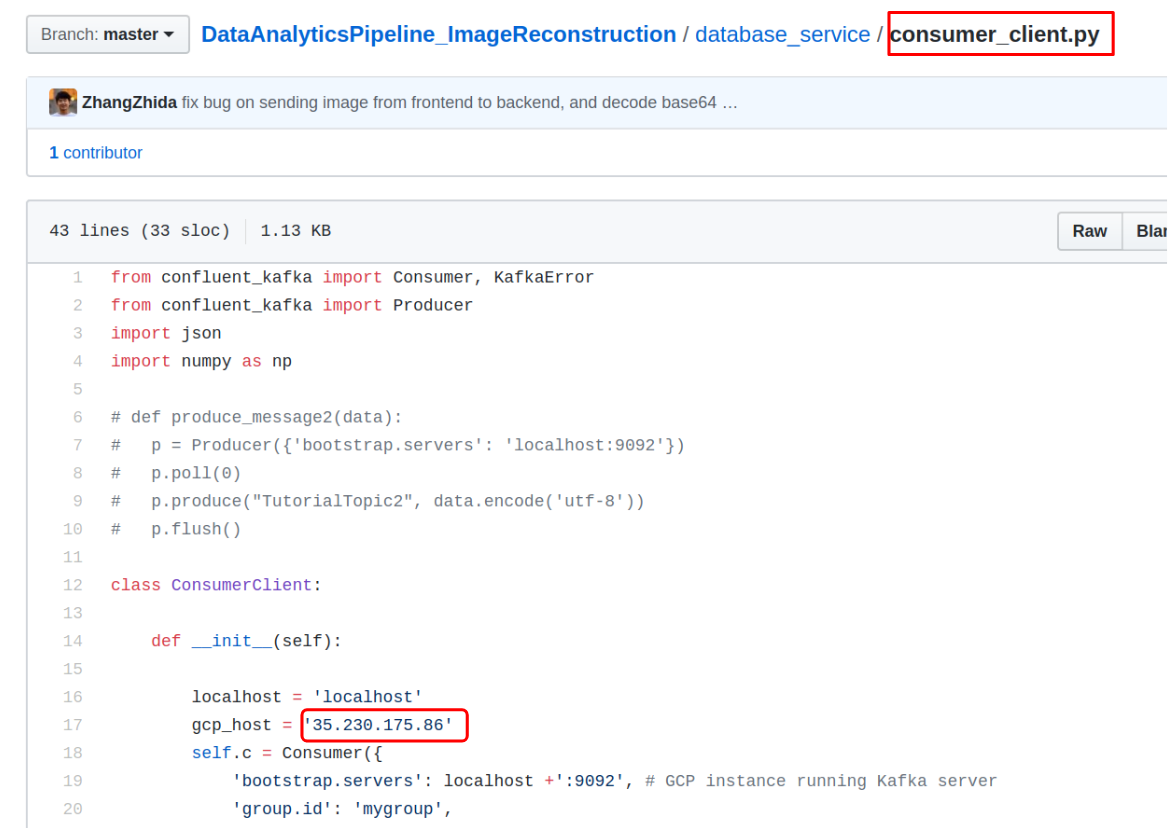 Branch: master DataAnalyticsPipeline_ImageReconstruction / database_service / consumer_client.py
ZhangZhida fix bug on sending image from frontend to backend, and decode base64 …
1 contributor
43 lines (33 sloc) 1.13 KB Raw
1 from confluent_kafka import Consumer, KafkaError
2 from confluent_kafka import Producer
3 import json
4 import numpy as np
5
6 # def produce_message2(data):
7 #   p = Producer({'bootstrap.servers': 'localhost:9092'})
8 #   p.poll(0)
9 #   p.produce("TutorialTopic2", data.encode('utf-8'))
10 #   p.flush()
11
12 class ConsumerClient:
13
14     def __init__(self):
15
16         localhost = 'localhost'
17         gcp_host = '35.230.175.86'
18         self.c = Consumer({
19             'bootstrap.servers': localhost +':9092', # GCP instance running Kafka server
20             'group.id': 'mygroup',